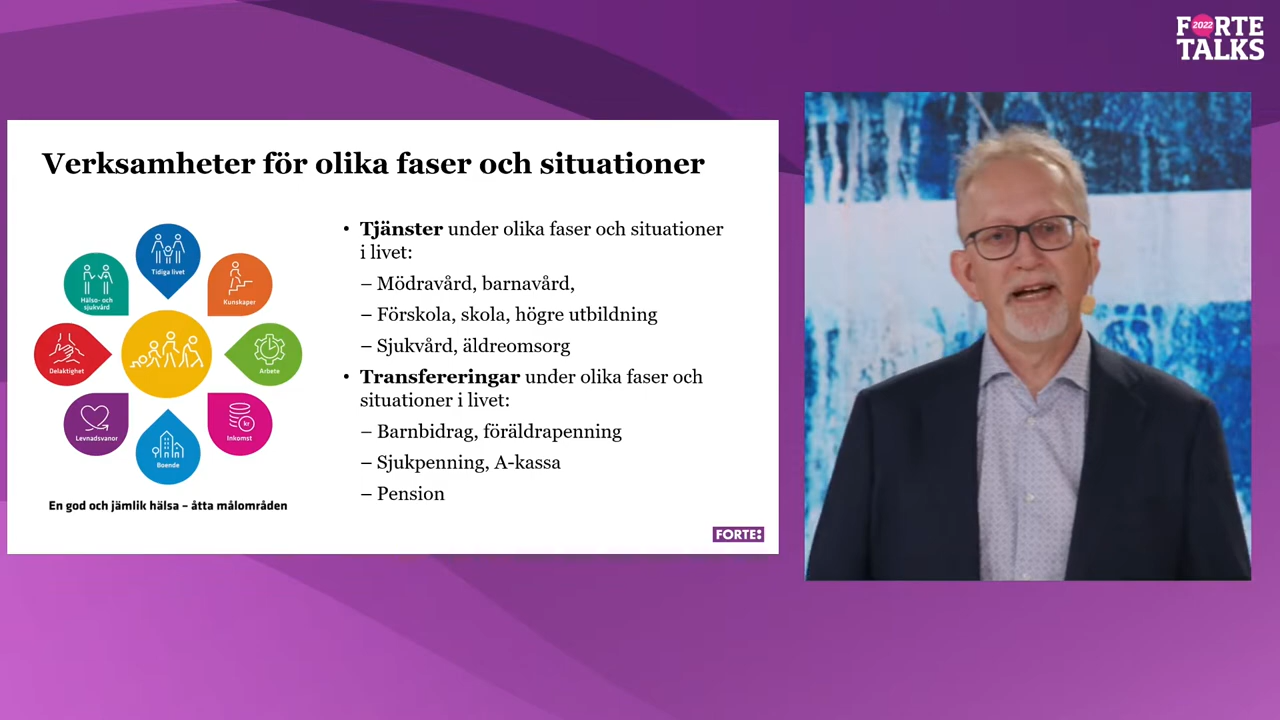 FORTE
2022
TALKS
Verksamheter för olika faser och situationer
Tidiga livet
Kunskaper
Arbete
Inkomst
Boende
Levnadsvanor
Delaktighet
Hälso- och
sjukvård
kr
En god och jämlik hälsa – åtta målområden
• Tjänster under olika faser och situationer
i livet:
– Mödravård, barnavård,
– Förskola, skola, högre utbildning
– Sjukvård, äldreomsorg
• Transfereringar under olika faser och
situationer i livet:
– Barnbidrag, föräldrapenning
– Sjukpenning, A-kassa
– Pension
FORTE: